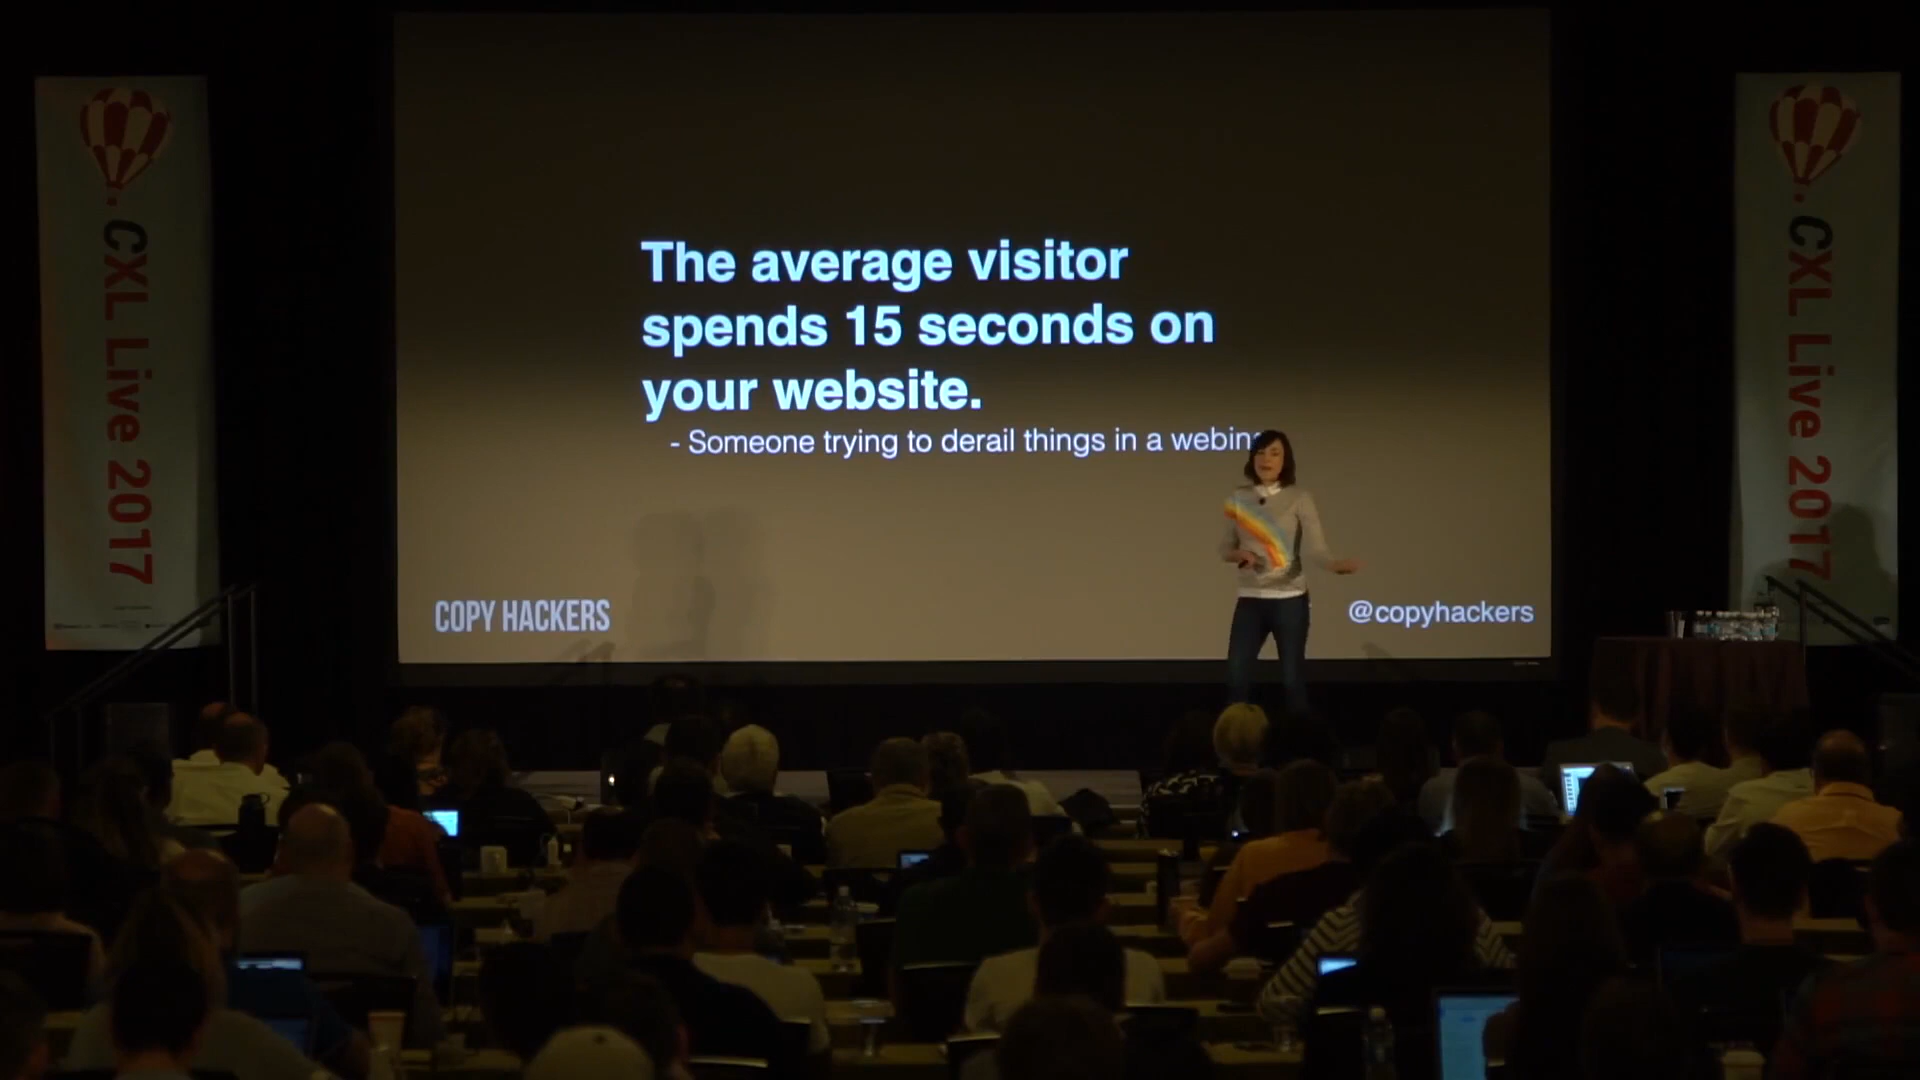 The average visitor
spends 15 seconds on
your website.
- Someone trying to derail things in a webin
COPY HACKERS
@copyhackers
CXL Live 2017
CXL Live 2017